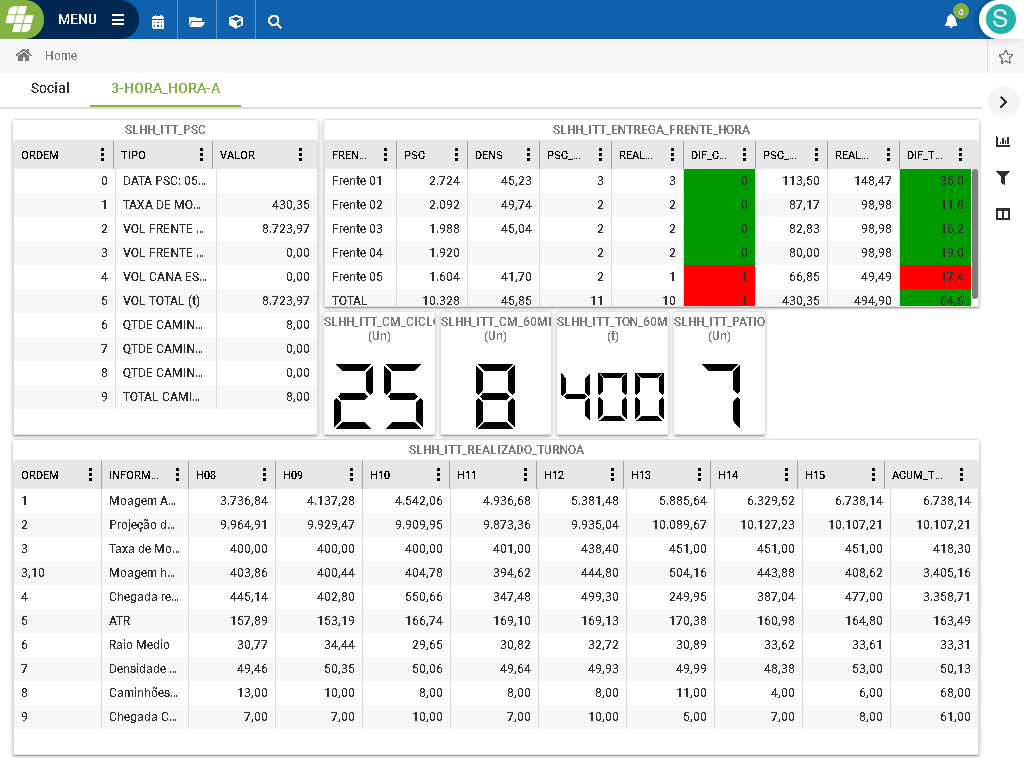 MENU 0 S
Home
Social 3-HORA_HORA-A
SLHH_ITT_PSC
ORDEM TIPO VALOR
0 DATA PSC: 05...
1 TAXA DE MO... 430,35
2 VOL FRENTE ... 8.723,97
3 VOL FRENTE ... 0,00
4 VOL CANA ES... 0,00
5 VOL TOTAL (t) 8.723,97
6 QTDE CAMIN... 8,00
7 QTDE CAMIN... 0,00
8 QTDE CAMIN... 0,00
9 TOTAL CAMI... 8,00
SLHH_ITT_ENTREGA_FRENTE_HORA
FREN... PSC DENS PSC_... REAL... DIF_C... PSC_... REAL... DIF_T...
Frente 01 2.724 45,23 3 3 0 113,50 148,47 35,0
Frente 02 2.092 49,74 2 2 0 87,17 98,98 11,8
Frente 03 1.988 45,04 2 2 0 82,83 98,98 16,2
Frente 04 1.920 2 2 0 80,00 98,98 19,0
Frente 05 1.604 41,70 2 1 -1 66,85 49,49 -17,4
TOTAL 10.328 45,85 11 10 -1 430,35 494,90 64,6
SLHH_ITT_CM_CICL
(Un)
25
SLHH_ITT_CM_60M
(Un)
8
SLHH_ITT_TON_60M
(t)
400
SLHH_ITT_PATIO
(Un)
7
SLHH_ITT_REALIZADO_TURNOA
ORDEM INFORM... H08 H09 H10 H11 H12 H13 H14 H15 ACUM_T...
1 Moagem A... 3.736,84 4.137,28 4.542,06 4.936,68 5.381,48 5.885,64 6.329,52 6.738,14 6.738,14
2 Projeção d... 9.964,91 9.929,47 9.909,95 9.873,36 9.935,04 10.089,67 10.127,23 10.107,21 10.107,21
3 Taxa de Mo... 400,00 400,00 400,00 401,00 438,40 451,00 451,00 451,00 418,30
3,10 Moagem h... 403,86 400,44 404,78 394,62 444,80 504,16 443,88 408,62 3.405,16
4 Chegada re... 445,14 402,80 550,66 347,48 499,30 249,95 387,04 477,00 3.358,71
5 ATR 157,89 153,19 166,74 169,10 169,13 170,38 160,98 164,80 163,49
6 Raio Medio 30,77 34,44 29,65 30,82 32,72 30,89 33,62 33,61 33,31
7 Densidade ... 49,46 50,35 50,06 49,64 49,93 49,99 48,38 53,00 50,13
8 Caminhões... 13,00 10,00 8,00 8,00 8,00 11,00 4,00 6,00 68,00
9 Chegada C... 7,00 7,00 10,00 7,00 10,00 5,00 7,00 8,00 61,00